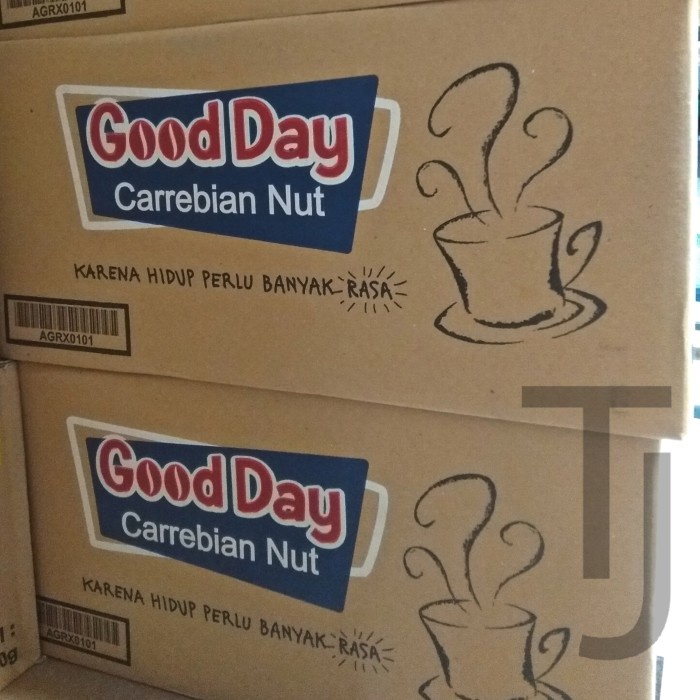 AGRX0101
Good Day
Carrebian Nut
KARENA HIDUP PERLU BANYAK RASA
AGRX0101
Good Day
Carrebian Nut
KARENA HIDUP PERLU BANYAK RASA
AGRX0101
TJ